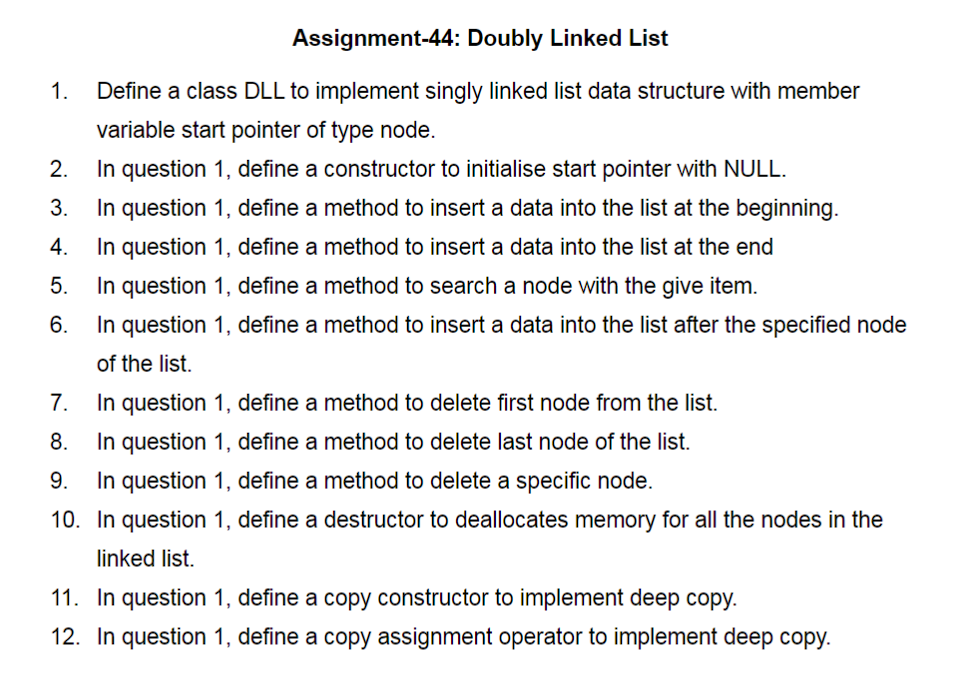 Assignment-44: Doubly Linked List
1. Define a class DLL to implement singly linked list data structure with member
variable start pointer of type node.
2. In question 1, define a constructor to initialise start pointer with NULL.
3. In question 1, define a method to insert a data into the list at the beginning.
4. In question 1, define a method to insert a data into the list at the end
5. In question 1, define a method to search a node with the give item.
6. In question 1, define a method to insert a data into the list after the specified node
of the list.
7. In question 1, define a method to delete first node from the list.
8. In question 1, define a method to delete last node of the list.
9. In question 1, define a method to delete a specific node.
10. In question 1, define a destructor to deallocates memory for all the nodes in the
linked list.
11. In question 1, define a copy constructor to implement deep copy.
12. In question 1, define a copy assignment operator to implement deep copy.